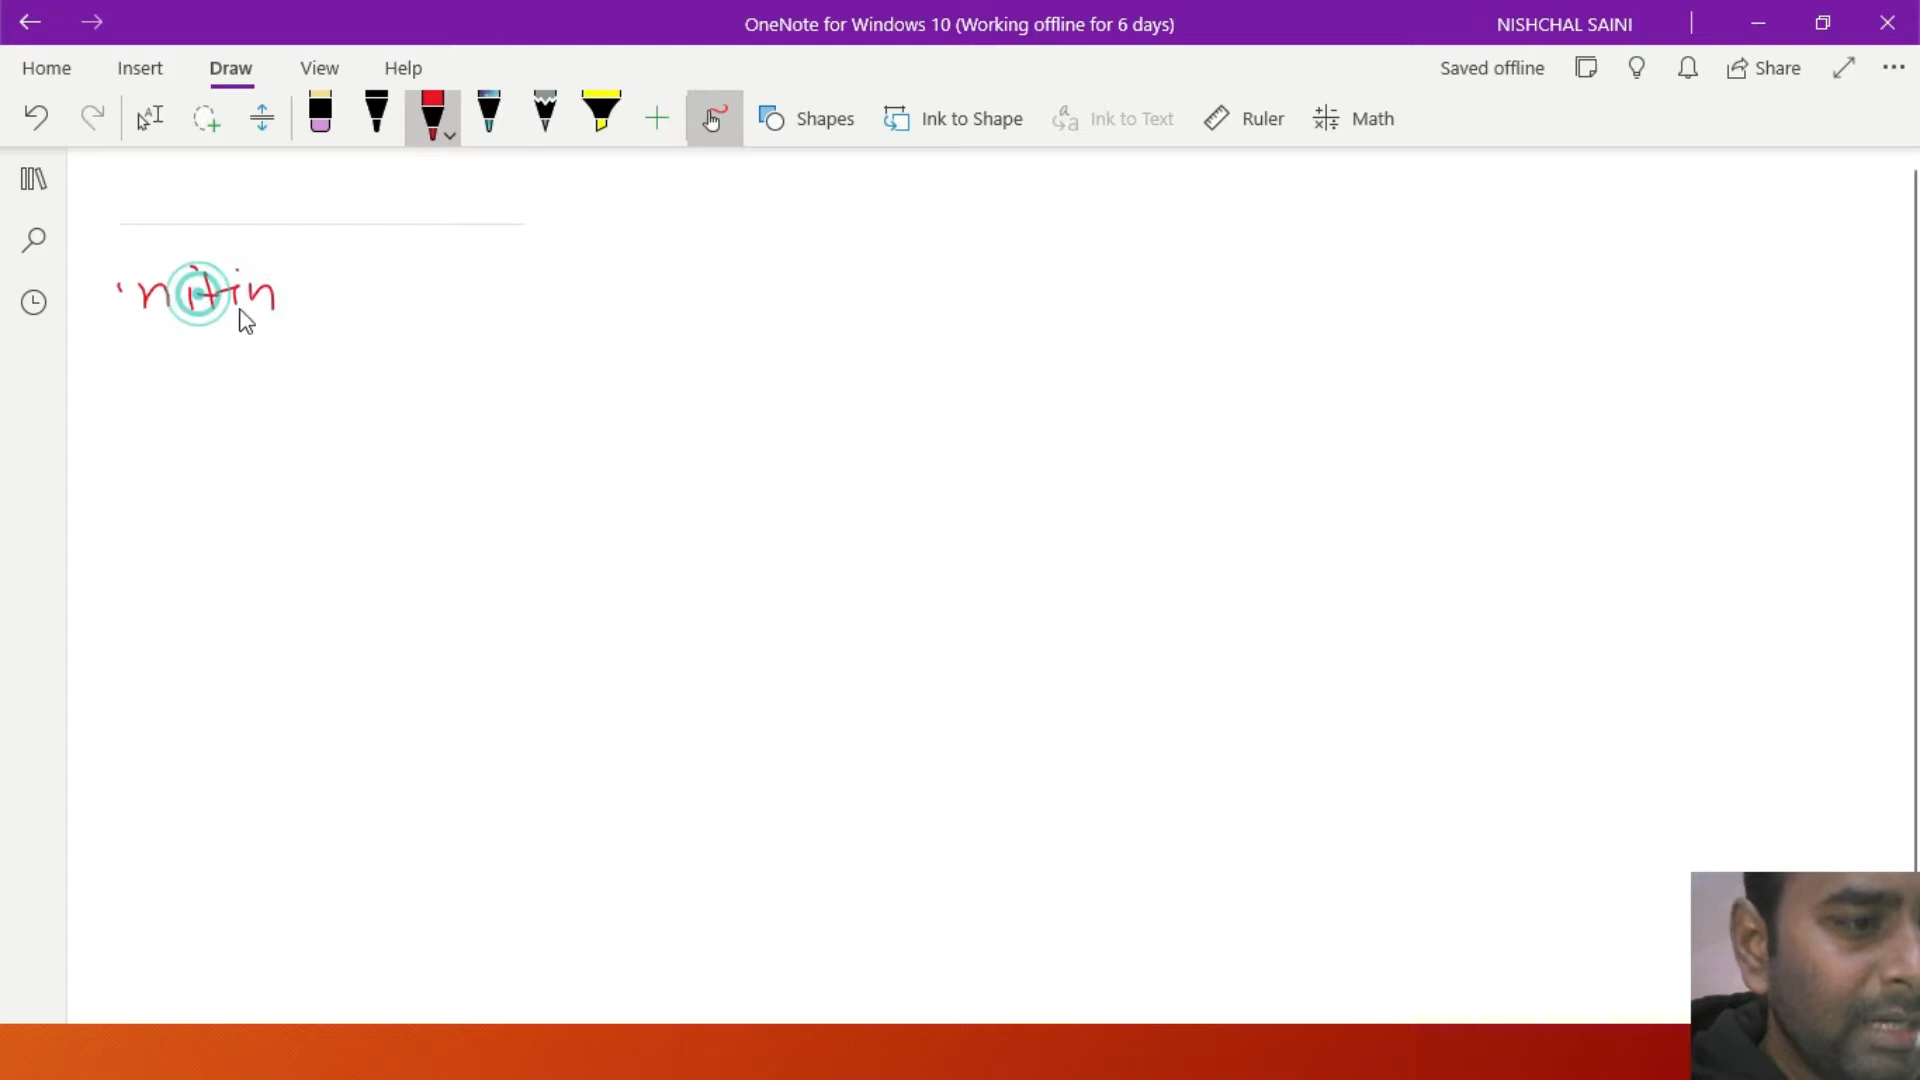 OneNote for Windows 10 (Working offline for 6 days) NISHCHAL SAINI
Home Insert Draw View Help Saved offline Share
Shapes Ink to Shape Ink to Text Ruler Math
'nitin